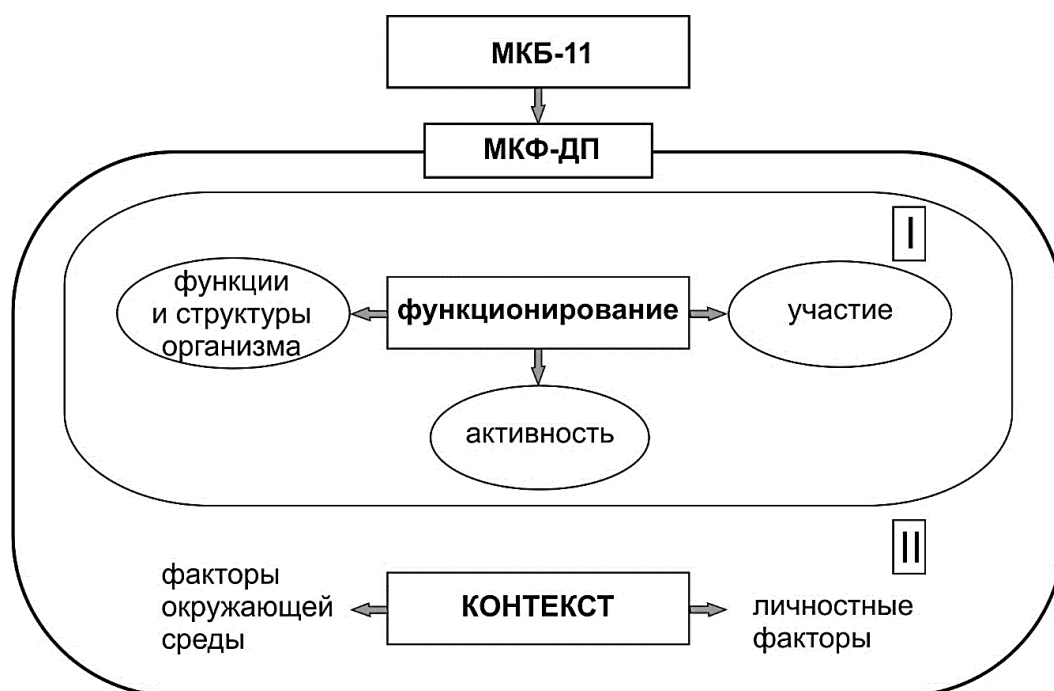 МКБ-11
МКФ-ДП
I
функции
и структуры
организма
функционирование
участие
активность
II
факторы
окружающей
среды
КОНТЕКСТ
личностные
факторы